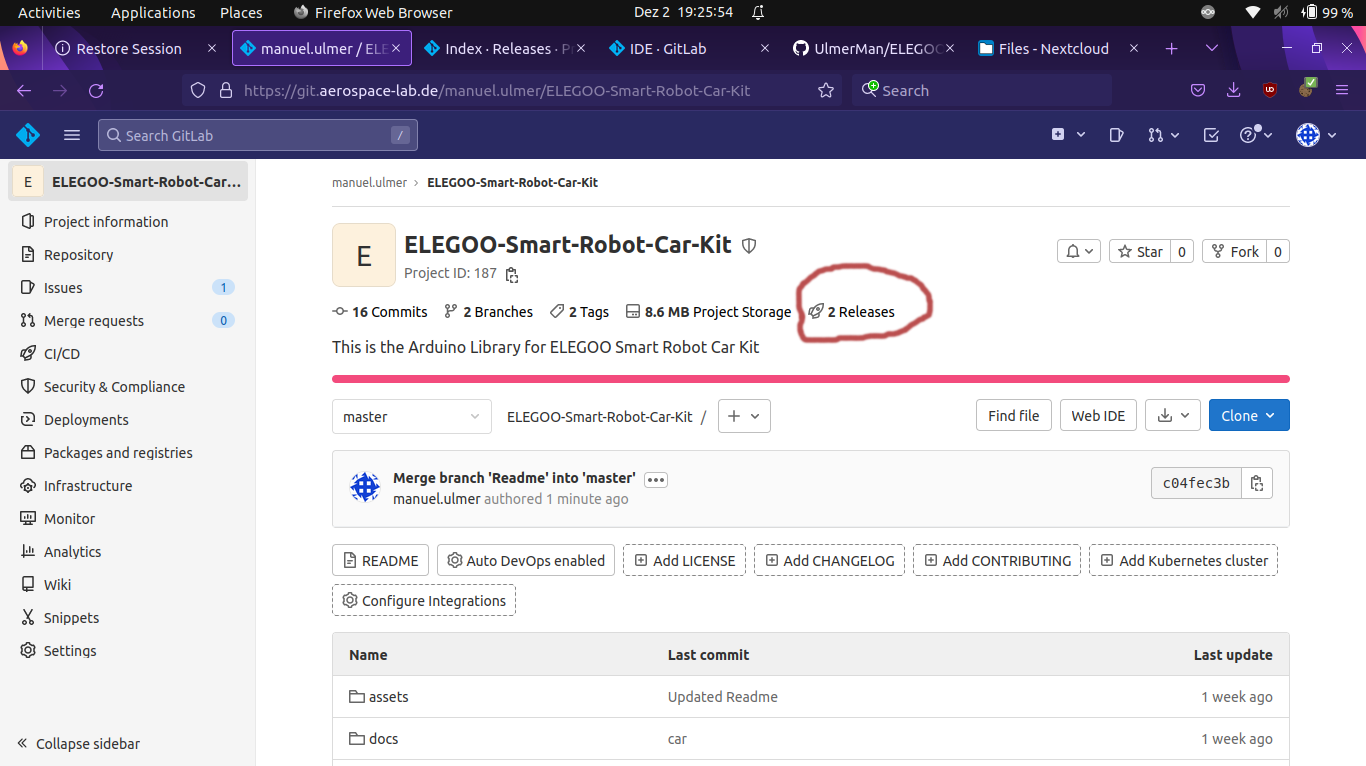 Activities Applications Places Firefox Web Browser Dez 2 19:25:54 99 %
Restore Session manuel.ulmer / ELE Index · Releases · P IDE · GitLab UlmerMan/ELEGOO Files - Nextcloud
https://git.aerospace-lab.de/manuel.ulmer/ELEGOO-Smart-Robot-Car-Kit Search
Search GitLab /
E ELEGOO-Smart-Robot-Car...
Project information
Repository
Issues 1
Merge requests 0
CI/CD
Security & Compliance
Deployments
Packages and registries
Infrastructure
Monitor
Analytics
Wiki
Snippets
Settings
Collapse sidebar
manuel.ulmer › ELEGOO-Smart-Robot-Car-Kit
E
ELEGOO-Smart-Robot-Car-Kit
Project ID: 187
Star 0 Fork 0
16 Commits 2 Branches 2 Tags 8.6 MB Project Storage 2 Releases
This is the Arduino Library for ELEGOO Smart Robot Car Kit
master ELEGOO-Smart-Robot-Car-Kit / + Find file Web IDE Clone
Merge branch 'Readme' into 'master'
manuel.ulmer authored 1 minute ago
c04fec3b
README Auto DevOps enabled Add LICENSE Add CHANGELOG Add CONTRIBUTING Add Kubernetes cluster
Configure Integrations
Name Last commit Last update
assets Updated Readme 1 week ago
docs car 1 week ago